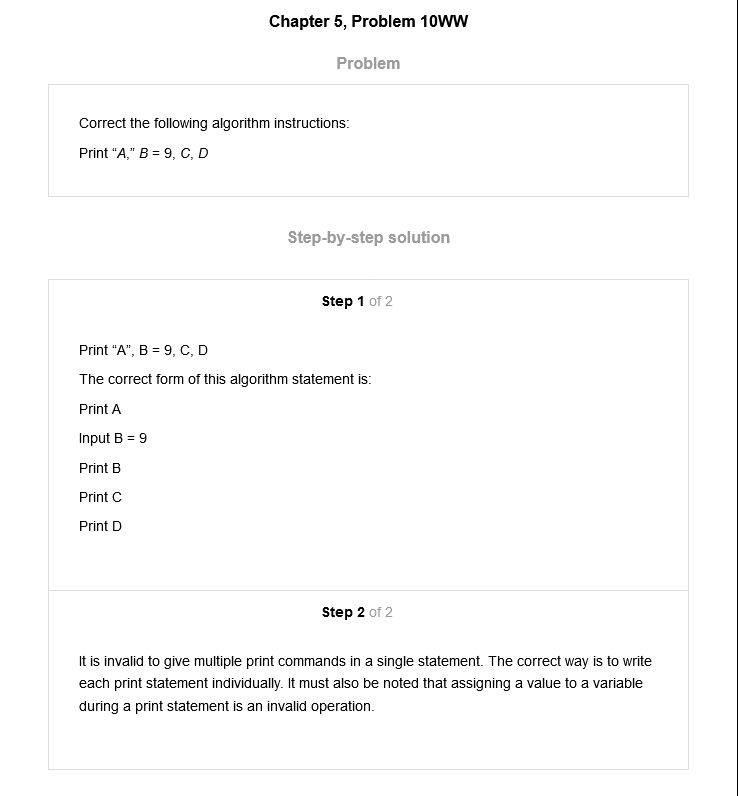 Chapter 5, Problem 10WW
Problem
Correct the following algorithm instructions:
Print “A,” B = 9, C, D
Step-by-step solution
Step 1 of 2
Print “A”, B = 9, C, D
The correct form of this algorithm statement is:
Print A
Input B = 9
Print B
Print C
Print D
Step 2 of 2
It is invalid to give multiple print commands in a single statement. The correct way is to write
each print statement individually. It must also be noted that assigning a value to a variable
during a print statement is an invalid operation.